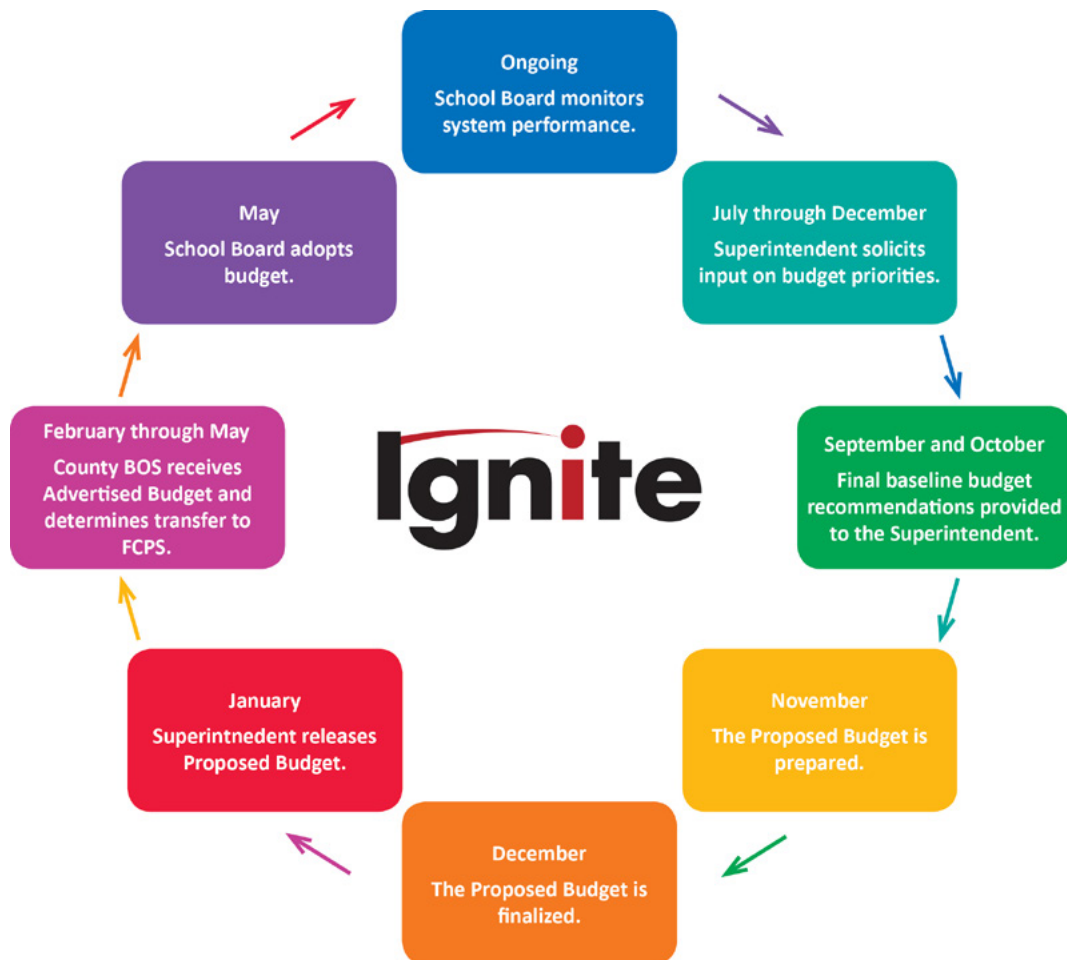 Ongoing
School Board monitors
system performance.
July through December
Superintendent solicits
input on budget priorities.
September and October
Final baseline budget
recommendations provided
to the Superintendent.
November
The Proposed Budget is
prepared.
December
The Proposed Budget is
finalized.
January
Superintnedent releases
Proposed Budget.
February through May
County BOS receives
Advertised Budget and
determines transfer to
FCPS.
May
School Board adopts
budget.
Ignite